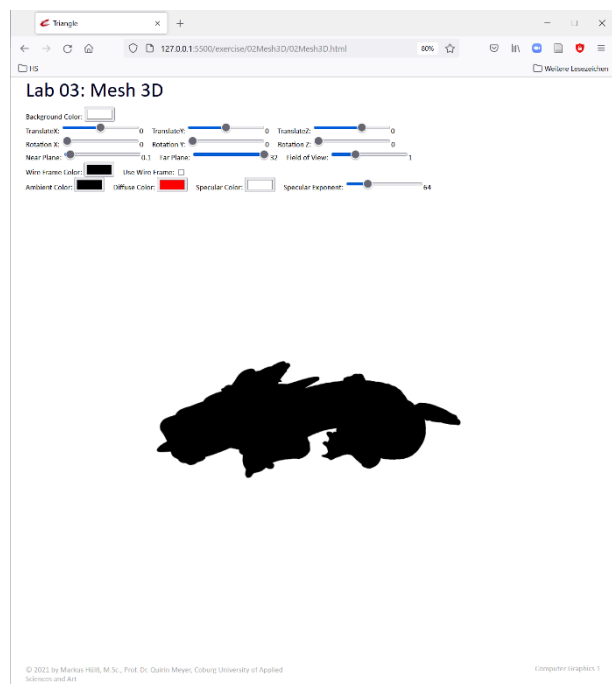 Triangle
127.0.0.1:5500/exercise/02Mesh3D/02Mesh3D.html
80%
HS
Weitere Lesezeichen
Lab 03: Mesh 3D
Background Color:
TranslateX: 0 TranslateY: 0 TranslateZ: 0
Rotation X: 0 Rotation Y: 0 Rotation Z: 0
Near Plane: 0.1 Far Plane: 32 Field of View: 1
Wire Frame Color: Use Wire Frame:
Ambient Color: Diffuse Color: Specular Color: Specular Exponent: 64
© 2021 by Markus M.Sc., Prof. Dr. Quirin Meyer, Coburg University of Applied
Sciences and Art
Computer Graphics 1